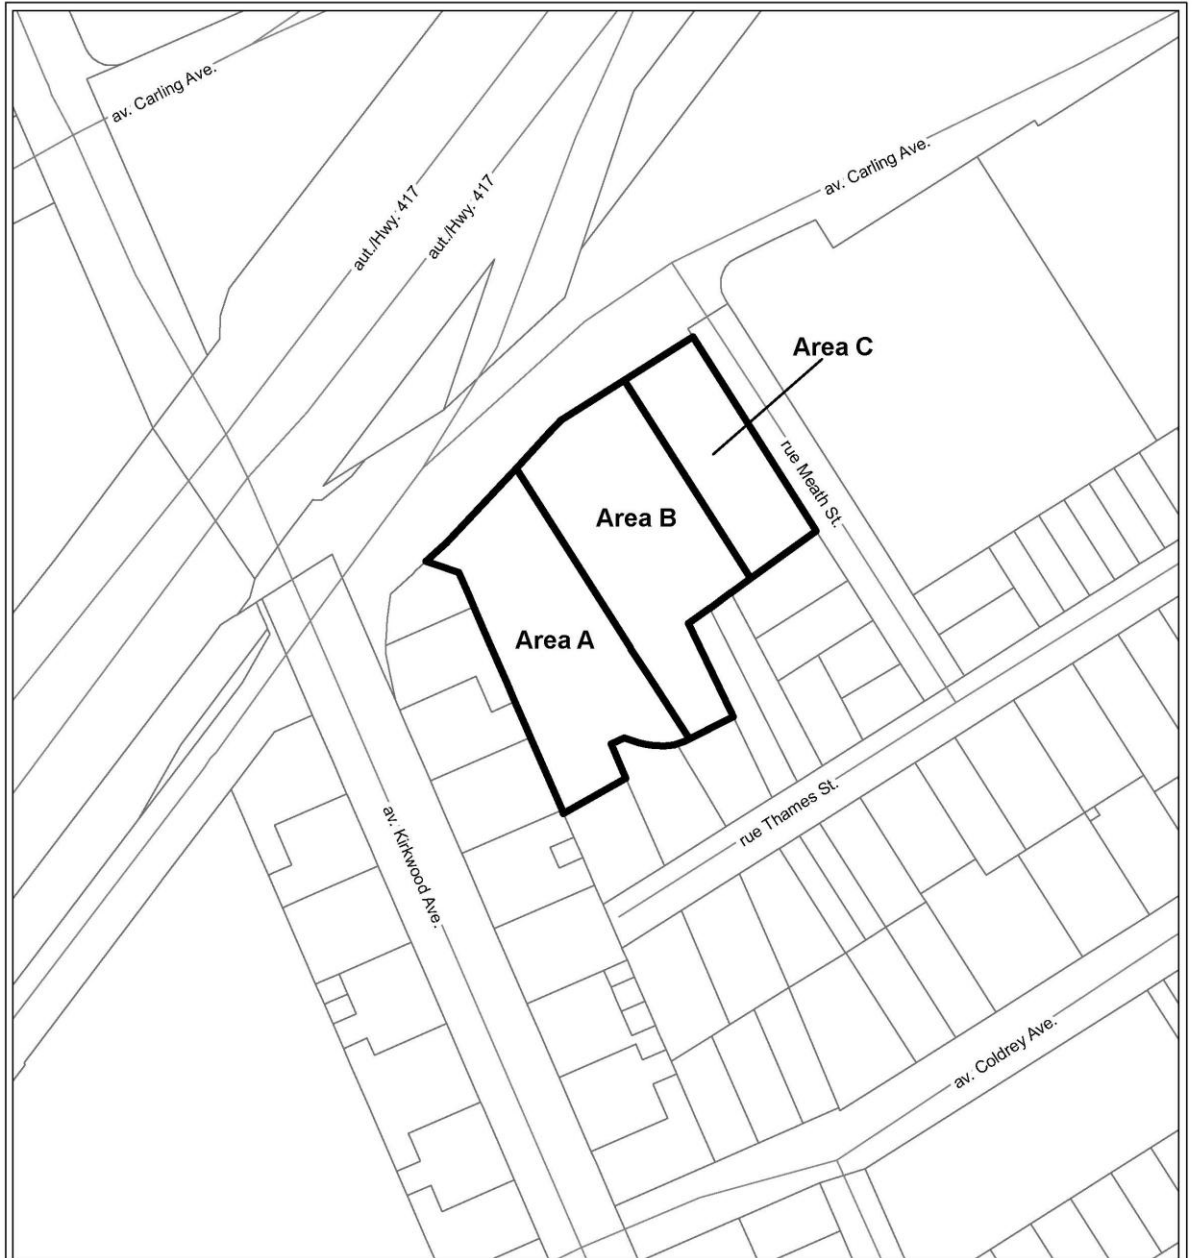 av. Carling Ave.
av. Carling Ave.
aut./Hwy. 417
aut./Hwy. 417
Area C
rue Meath St.
Area B
Area A
rue Thames St.
av. Kirkwood Ave.
av. Coldrey Ave.